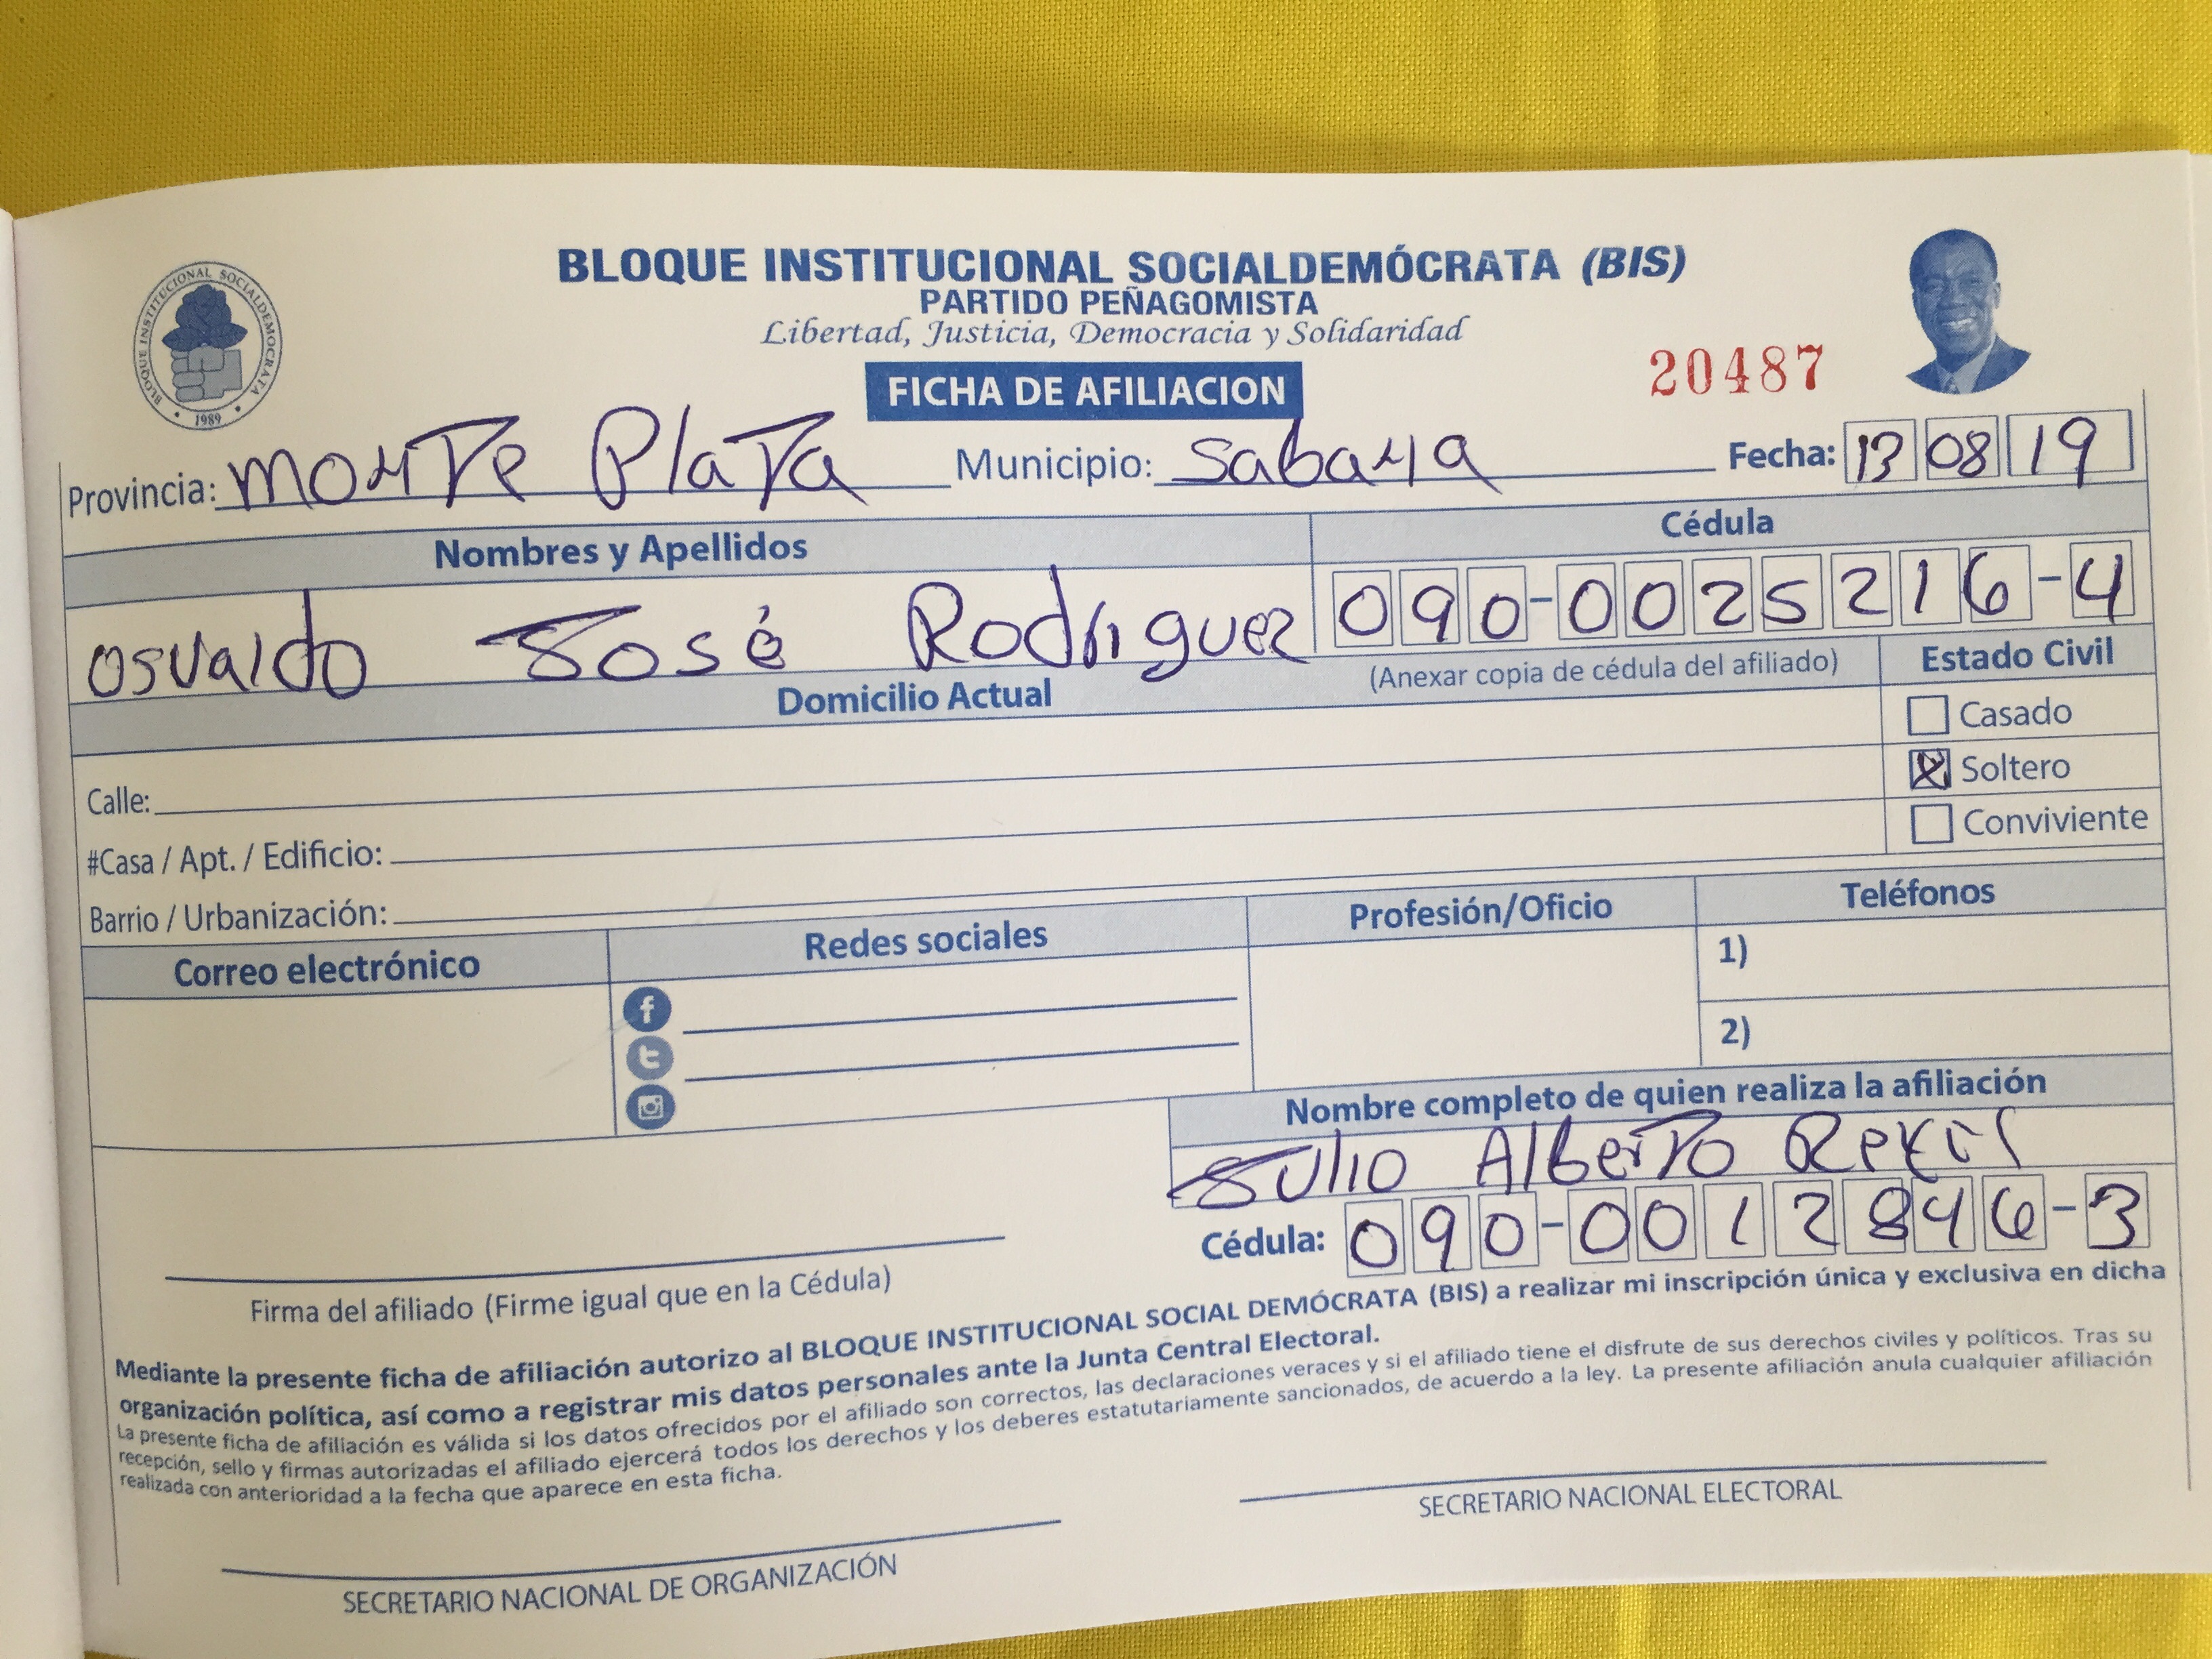 BLOQUE INSTITUCIONAL SOCIALDEMÓCRATA (BIS)
PARTIDO PEÑAGOMISTA
Libertad, Justicia, Democracia y Solidaridad
BLOQUE INSTITUCIONAL SOCIALDEMOCRATA
1989
FICHA DE AFILIACION
20487
Provincia: Monte Plata Municipio: Sabana Fecha: 13 08 19
Nombres y Apellidos Cédula
Osvaldo José Rodriguez 090-0025216-4
(Anexar copia de cédula del afiliado)
Domicilio Actual
Estado Civil
Casado
Soltero
Conviviente
Calle:
#Casa / Apt. / Edificio:
Barrio / Urbanización:
Correo electrónico Redes sociales Profesión/Oficio Teléfonos
1)
2)
Nombre completo de quien realiza la afiliación
Julio Alberto
Cédula: 090-0012846-3
Firma del afiliado (Firme igual que en la Cédula)
Mediante la presente ficha de afiliación autorizo al BLOQUE INSTITUCIONAL SOCIAL DEMÓCRATA (BIS) a realizar mi inscripción única y exclusiva en dicha
organización política, así como a registrar mis datos personales ante la Junta Central Electoral.
La presente ficha de afiliación es válida si los datos ofrecidos por el afiliado son correctos, las declaraciones veraces y si el afiliado tiene el disfrute de sus derechos civiles y políticos. Tras su
recepción, sello y firmas autorizadas el afiliado ejercerá todos los derechos y los deberes estatutariamente sancionados, de acuerdo a la ley. La presente afiliación anula cualquier afiliación
realizada con anterioridad a la fecha que aparece en esta ficha.
SECRETARIO NACIONAL DE ORGANIZACIÓN
SECRETARIO NACIONAL ELECTORAL